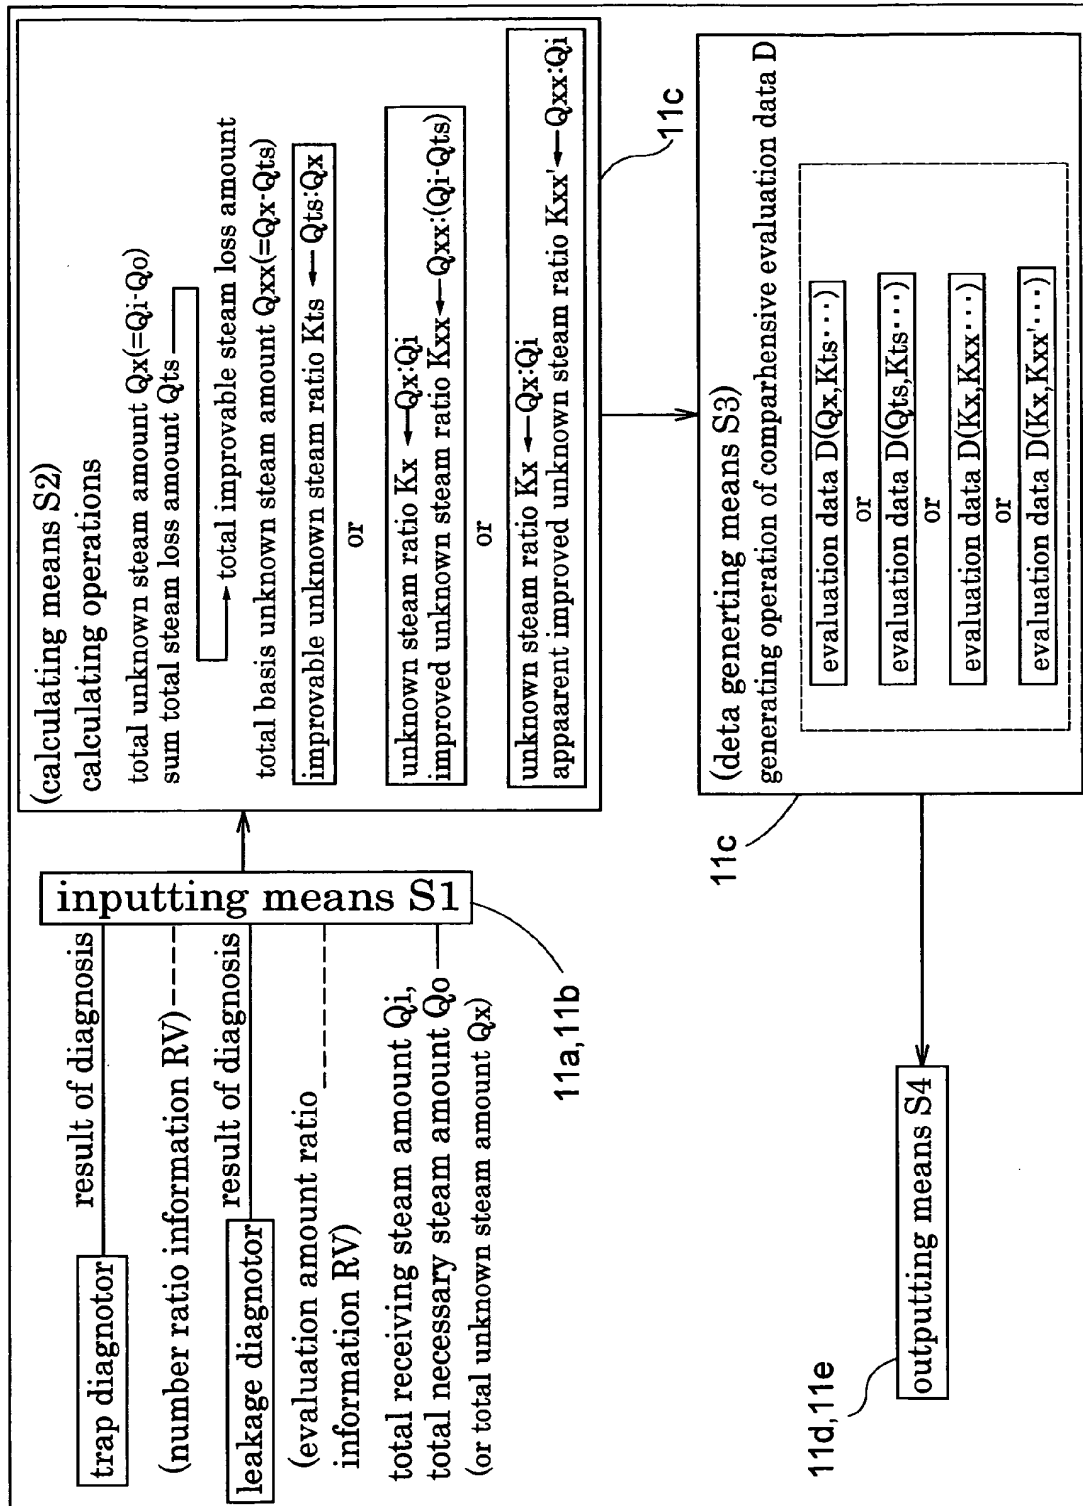 trap diagnotor
result of diagnosis
(number ratio information RV)
leakage diagnotor
result of diagnosis
(evaluation amount ratio
information RV)
total receiving steam amount Qi,
total necessary steam amount Qo
(or total unknown steam amount Qx)
inputting means S1
11a,11b
(calculating means S2)
calculating operations
total unknown steam amount Qx(=Qi-Qo)
sum total steam loss amount Qts
total improvable steam loss amount
total basis unknown steam amount Qxx(=Qx-Qts)
improvable unknown steam ratio Kts ← Qts:Qx
or
unknown steam ratio Kx ← Qx:Qi
improved unknown steam ratio Kxx ← Qxx:(Qi-Qts)
or
unknown steam ratio Kx ← Qx:Qi
appaarent improved unknown steam ratio Kxx' ← Qxx:Qi
11c
(deta generting means S3)
generating operation of comparhensive evaluation data D
evaluation data D(Qx,Kts···)
or
evaluation data D(Qts,Kts···)
or
evaluation data D(Kx,Kxx···)
or
evaluation data D(Kx,Kxx'···)
11c
outputting means S4
11d,11e